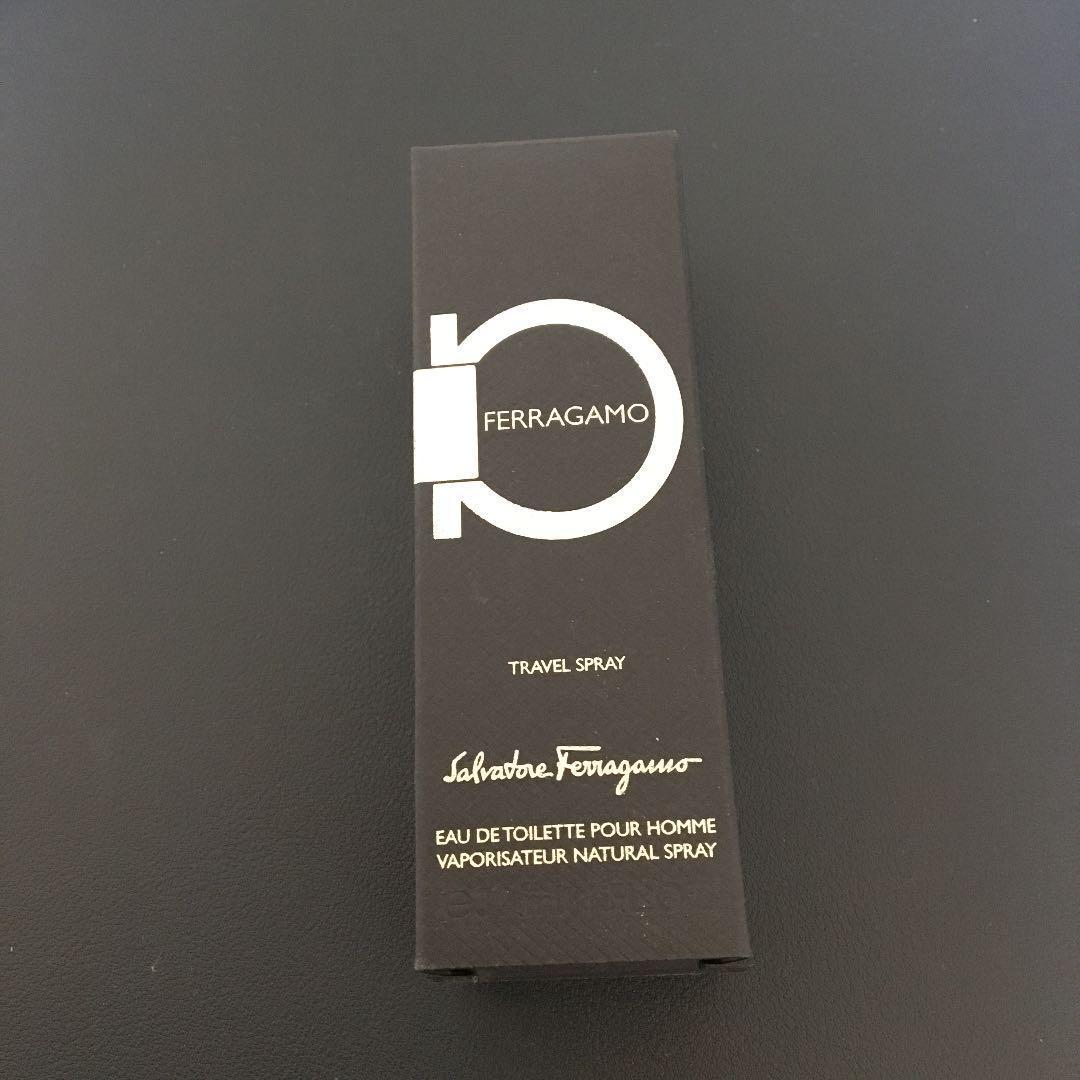 FERRAGAMO
TRAVEL SPRAY
Salvatore Ferragamo
EAU DE TOILETTE POUR HOMME
VAPORISATEUR NATURAL SPRAY